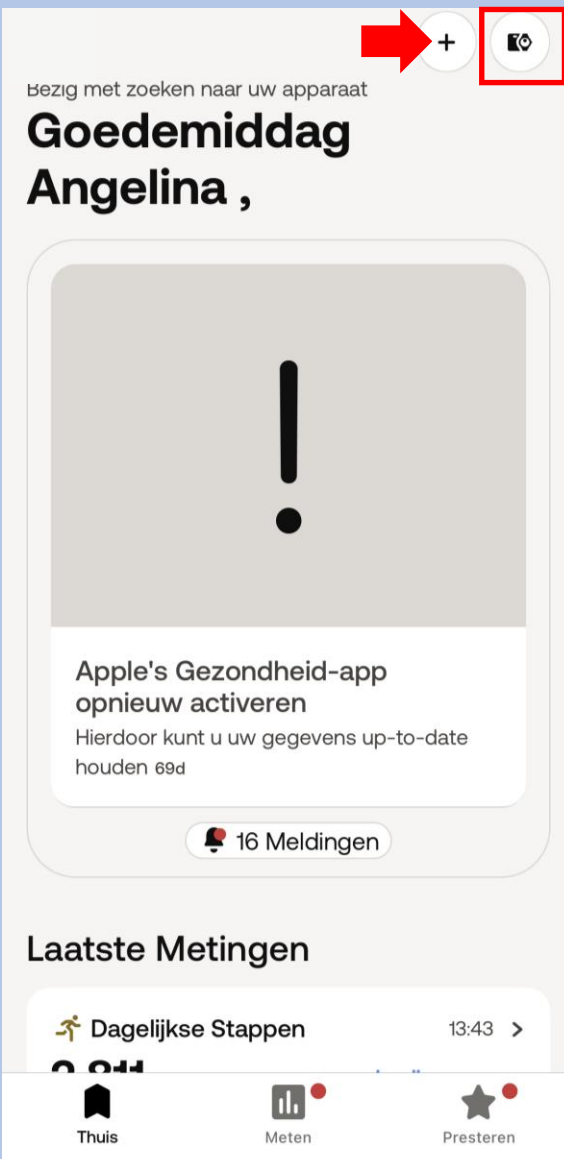 Bezig met zoeken naar uw apparaat
Goedemiddag
Angelina ,
Apple's Gezondheid-app
opnieuw activeren
Hierdoor kunt u uw gegevens up-to-date
houden 69d
16 Meldingen
Laatste Metingen
Dagelijkse Stappen 13:43
Thuis Meten Presteren